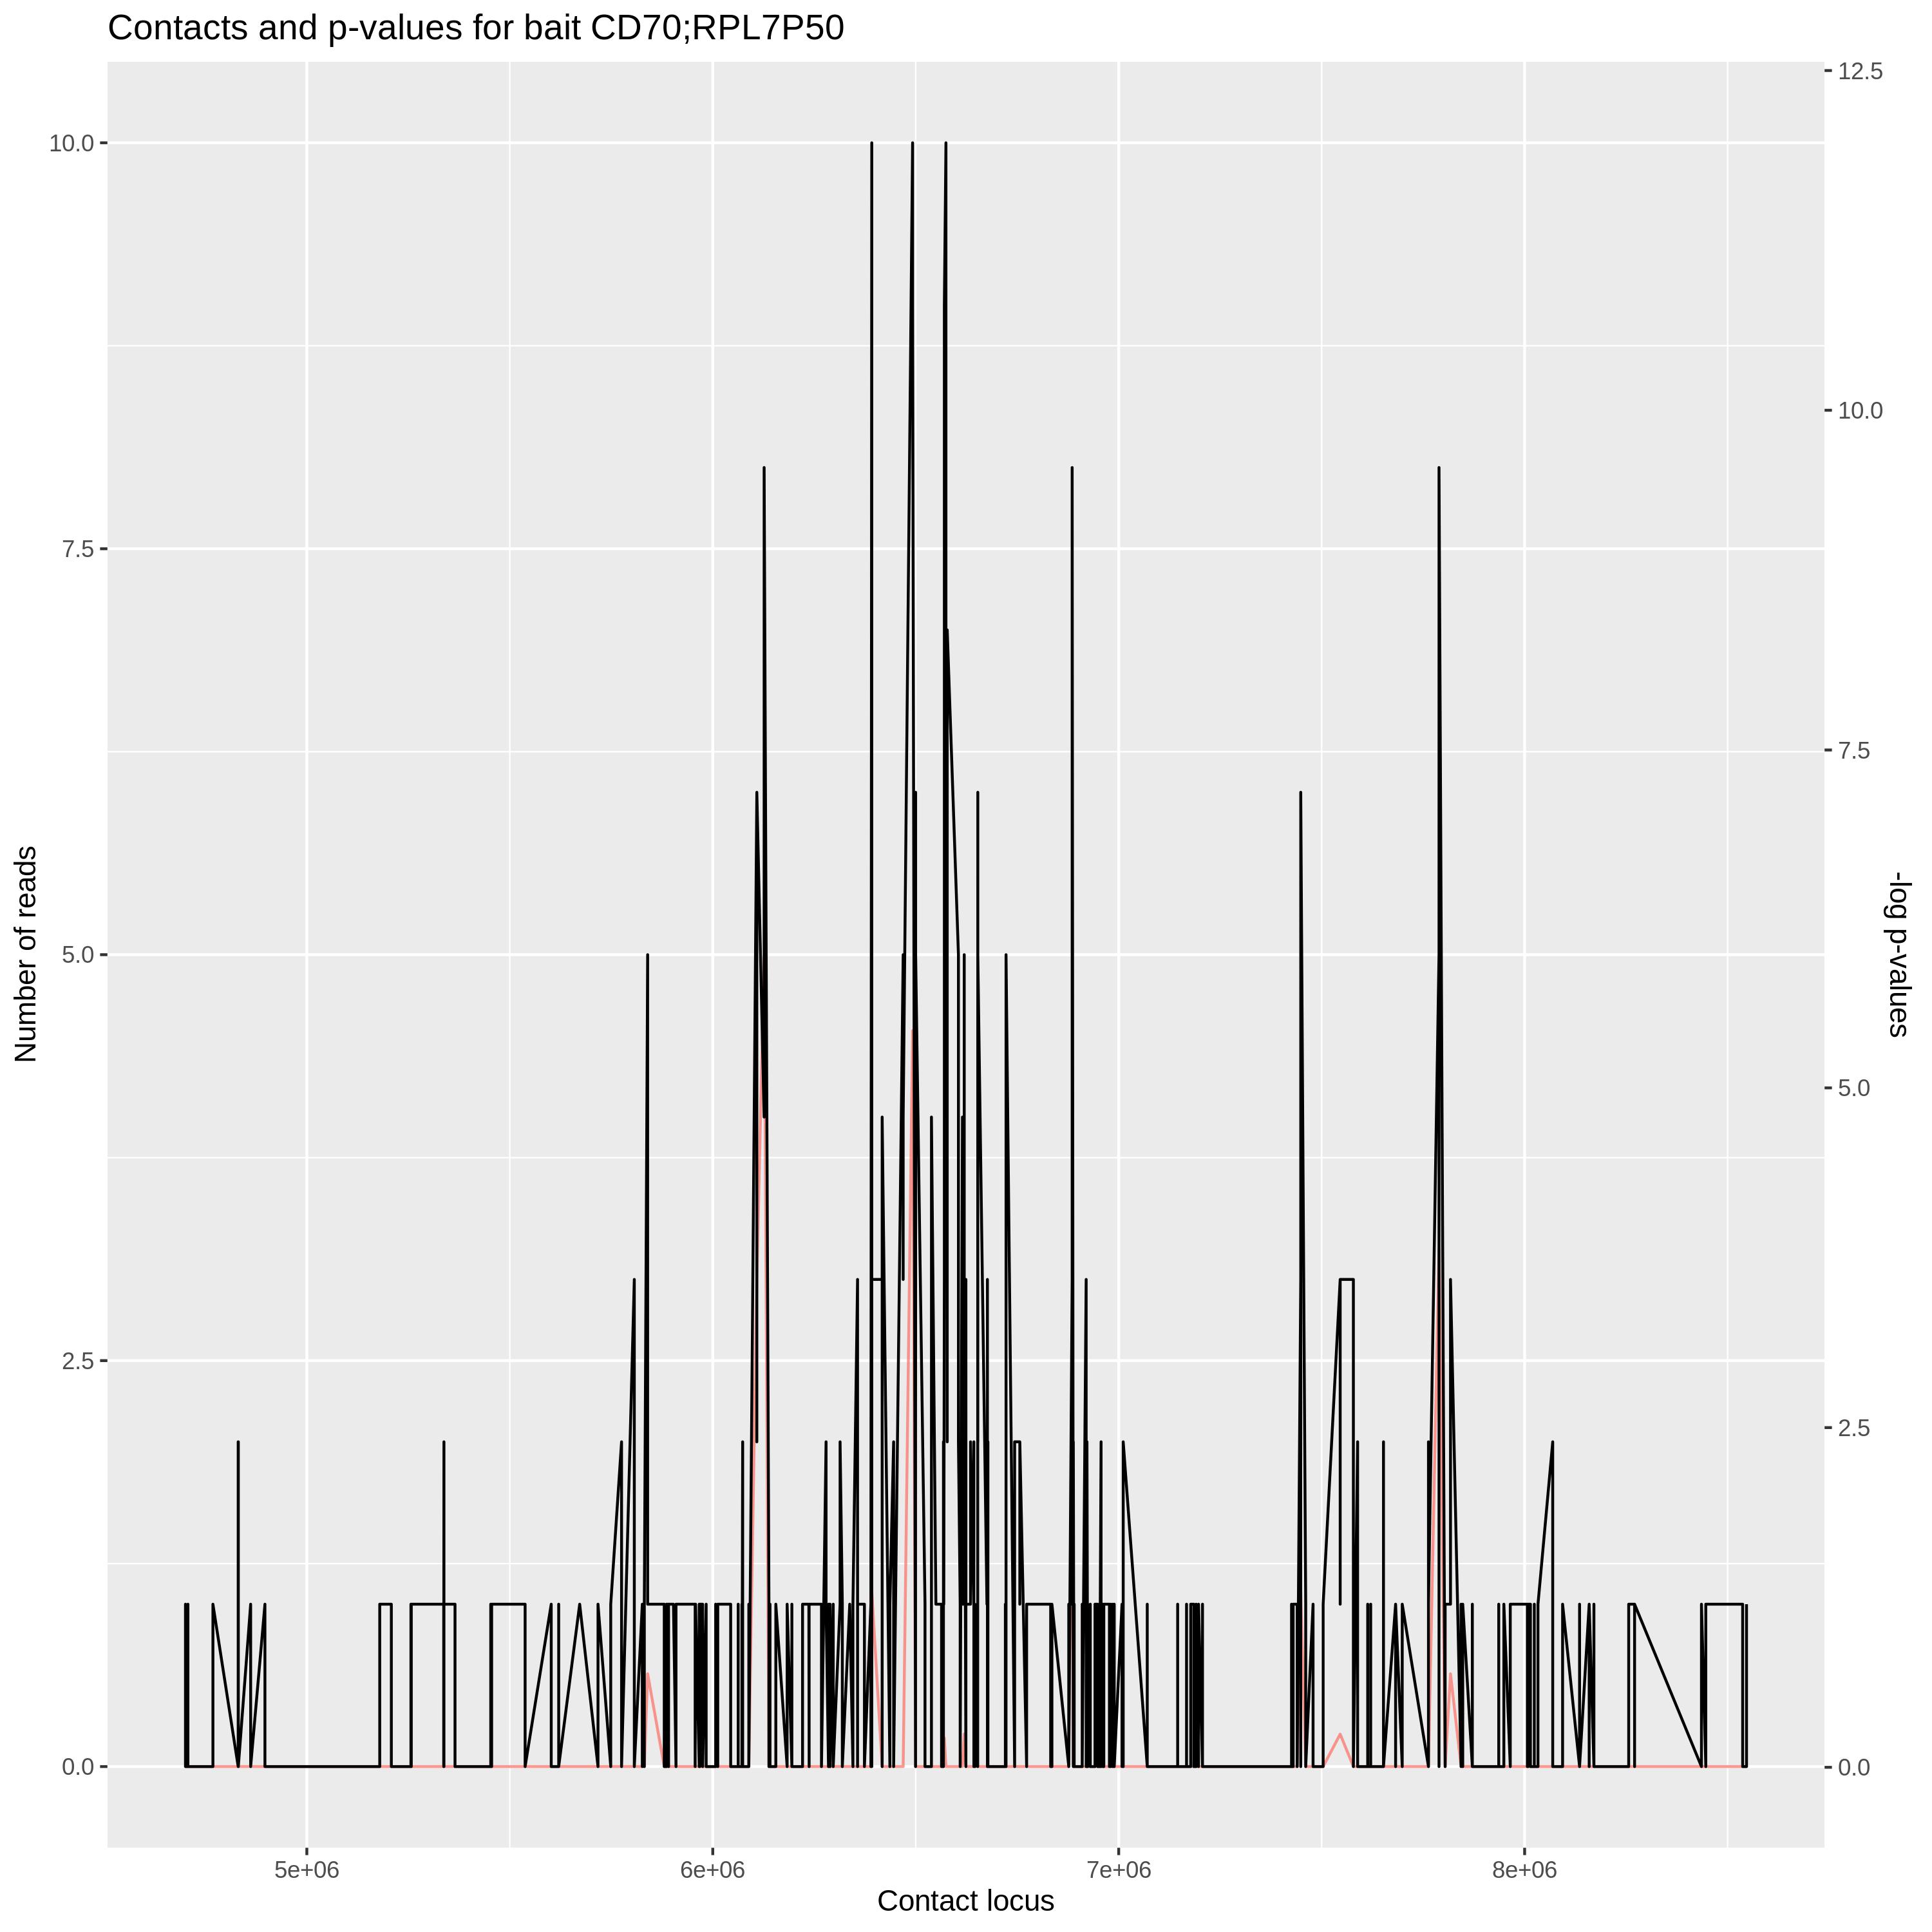 Contacts and p-values for bait CD70;RPL7P50
12.5
10.0
10.0
7.5
7.5
5.0
5.0
2.5
2.5
0.0
0.0
Number of reads
-log p-values
5e+06
6e+06
7e+06
8e+06
Contact locus